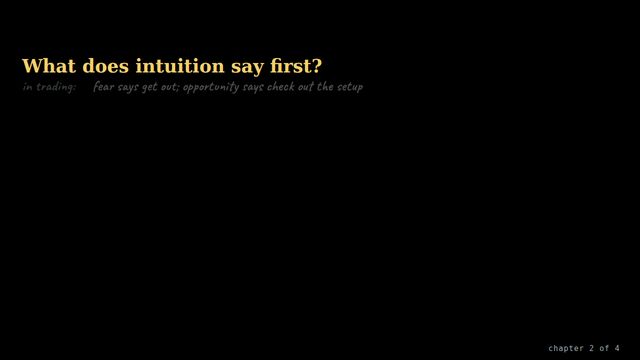 What does intuition say first?
in trading: fear says get out; opportunity says check out the setup
chapter 2 of 4